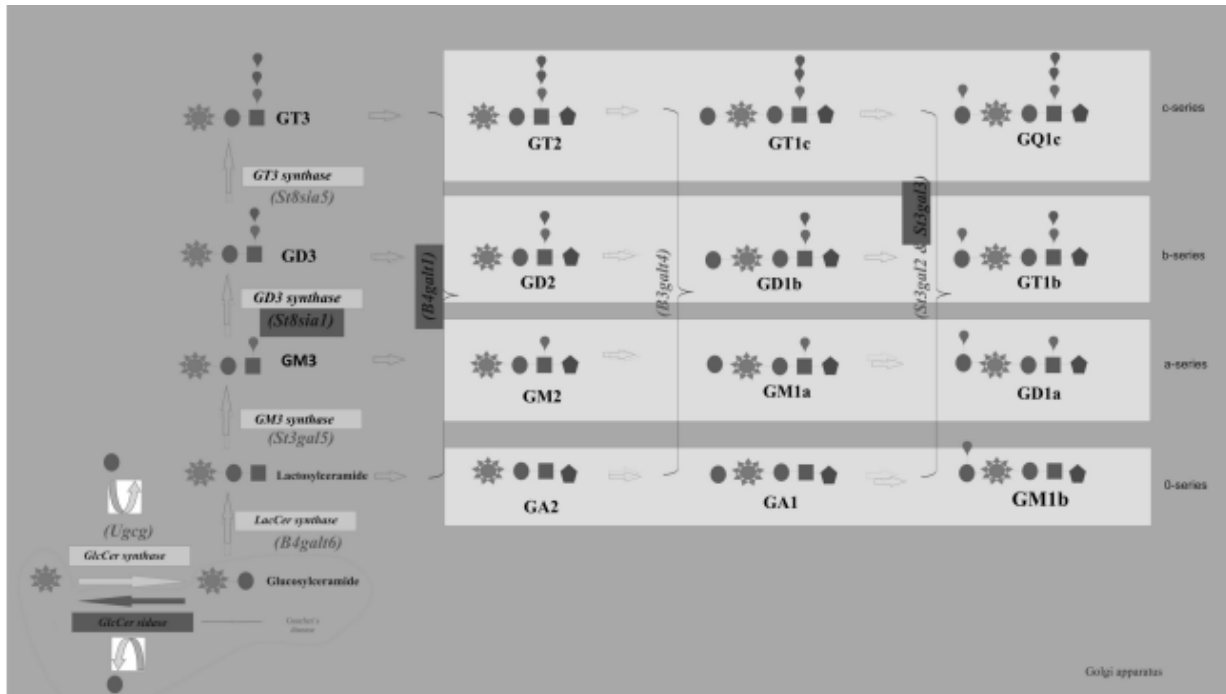 GT3
GT2
GT1c
GQ1c
c-series
GT3 synthase
(St8sia5)
GD3
GD2
GD1b
GT1b
b-series
(B4galt1)
(B3galt4)
(St3gal2 & St3gal3)
GD3 synthase
(St8sia1)
GM3
GM2
GM1a
GD1a
a-series
GM3 synthase
(St3gal5)
Lactosylceramide
GA2
GA1
GM1b
0-series
(Ugcg)
LacCer synthase
(B4galt6)
GlcCer synthase
Glucosylceramide
GlcCer sidase
Gaucher's
disease
Golgi apparatus